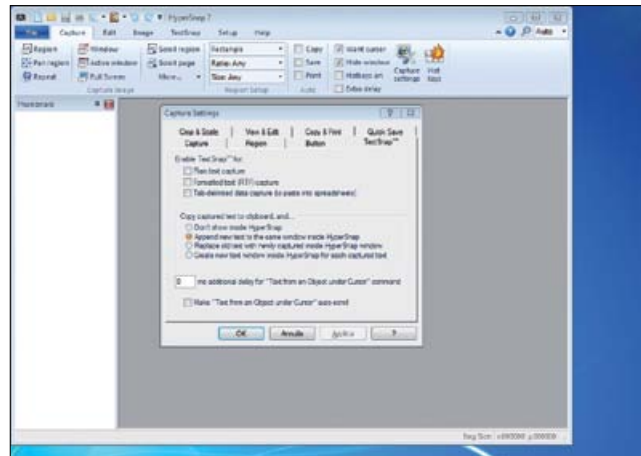 HyperSnap 7
File Capture Edit Image TextSnap Setup Help
Auto
Region Window Scroll region Rectangle Copy Want cursor
Pan region Active window Scroll page Ratio: Any Save Hide window
Repeat Full Screen More... Size: Any Print Hotkeys on Capture settings Hot keys
Extra delay
Capture Image Region Setup Auto
Thumbnails
Capture Settings
Crop & Scale View & Edit Copy & Print Quick Save
Capture Region Button TextSnap™
Enable TextSnap™ for:
Plain text capture
Formatted text (RTF) capture
Tab-delimited data capture (to paste into spreadsheets)
Copy captured text to clipboard, and...
Don't show inside HyperSnap
Append new text to the same window inside HyperSnap
Replace old text with newly captured inside HyperSnap window
Create new text window inside HyperSnap for each captured text
0 ms additional delay for "Text from an Object under Cursor" command
Make "Text from an Object under Cursor" auto-scroll
OK Annulla Applica ?